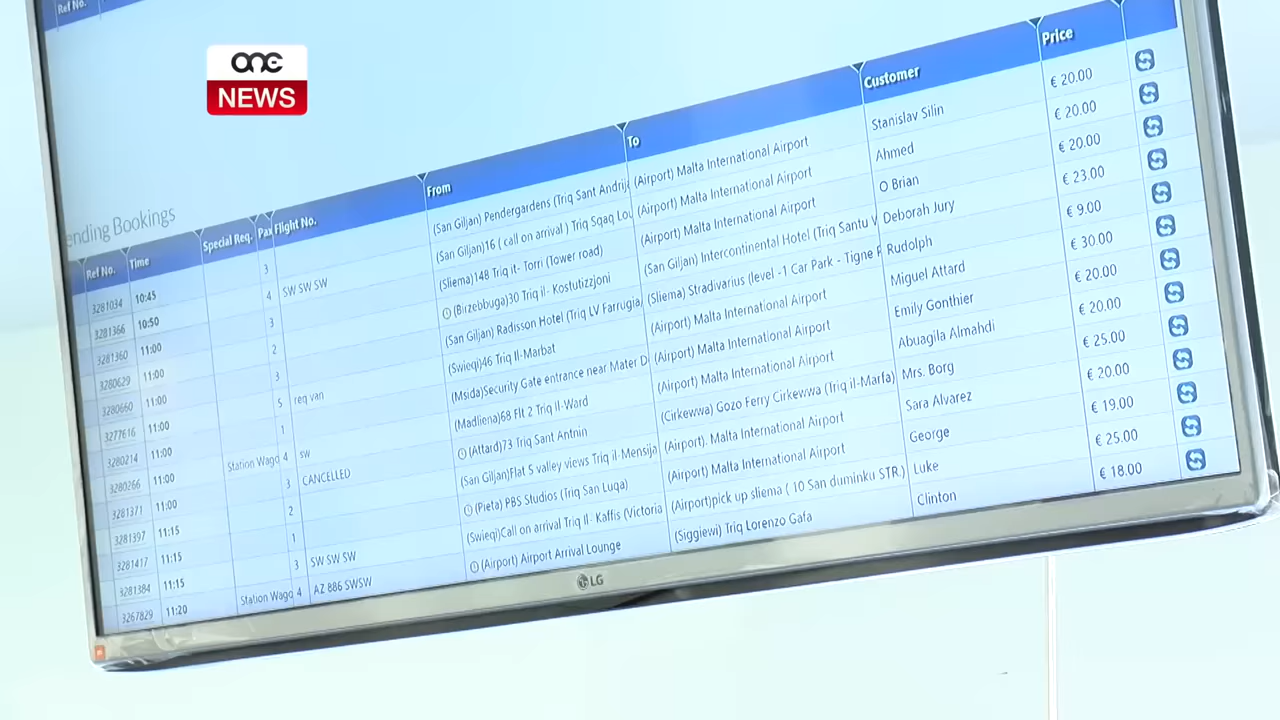 Ref No.
one
NEWS
ending Bookings
Ref No. Time Special Req. Pax Flight No. From To Customer Price
3281034 10:45 3 (San Giljan) Pendergardens (Triq Sant Andrij (Airport) Malta International Airport Stanislav Silin € 20.00
3281366 10:50 4 SW SW SW (San Giljan)16 ( call on arrival ) Triq Sqaq Lou (Airport) Malta International Airport Ahmed € 20.00
3281360 11:00 3 (Sliema)148 Triq it- Torri (Tower road) (Airport) Malta International Airport O Brian € 20.00
3280629 11:00 2 (Birzebbuga)30 Triq il- Kostutizzjoni (San Giljan) Intercontinental Hotel (Triq Santu V Deborah Jury € 23.00
3280660 11:00 3 (San Giljan) Radisson Hotel (Triq LV Farrugia (Sliema) Stradivarius (level -1 Car Park - Tigne P Rudolph € 9.00
3277616 11:00 5 req van (Swieqi)46 Triq Il-Marbat (Airport) Malta International Airport Miguel Attard € 30.00
3280214 11:00 1 (Msida)Security Gate entrance near Mater D (Airport) Malta International Airport Emily Gonthier € 20.00
3280266 11:00 Station Wago 4 sw (Madliena)68 Flt 2 Triq Il-Ward (Airport) Malta International Airport Abuagila Almahdi € 20.00
3281371 11:00 3 CANCELLED (Attard)73 Triq Sant Antnin (Cirkewwa) Gozo Ferry Cirkewwa (Triq il-Marfa) Mrs. Borg € 25.00
3281397 11:15 2 (San Giljan)Flat 5 valley views Triq il-Mensija (Airport). Malta International Airport Sara Alvarez € 20.00
3281417 11:15 1 (Pieta) PBS Studios (Triq San Luqa) (Airport) Malta International Airport George € 19.00
3281384 11:15 3 SW SW SW (Swieqi)Call on arrival Triq Il- Kaffis (Victoria (Airport)pick up sliema ( 10 San duminku STR.) Luke € 25.00
3267829 11:20 Station Wago 4 AZ 886 SWSW (Airport) Airport Arrival Lounge (Siggiewi) Triq Lorenzo Gafa Clinton € 18.00
LG